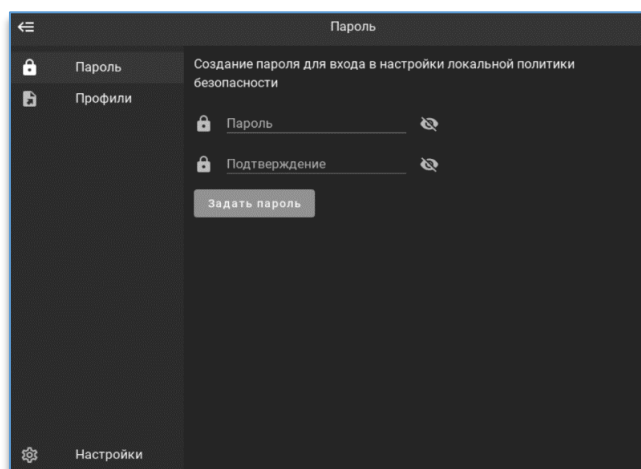 Пароль
Пароль
Профили
Создание пароля для входа в настройки локальной политики
безопасности
Пароль
Подтверждение
Задать пароль
Настройки